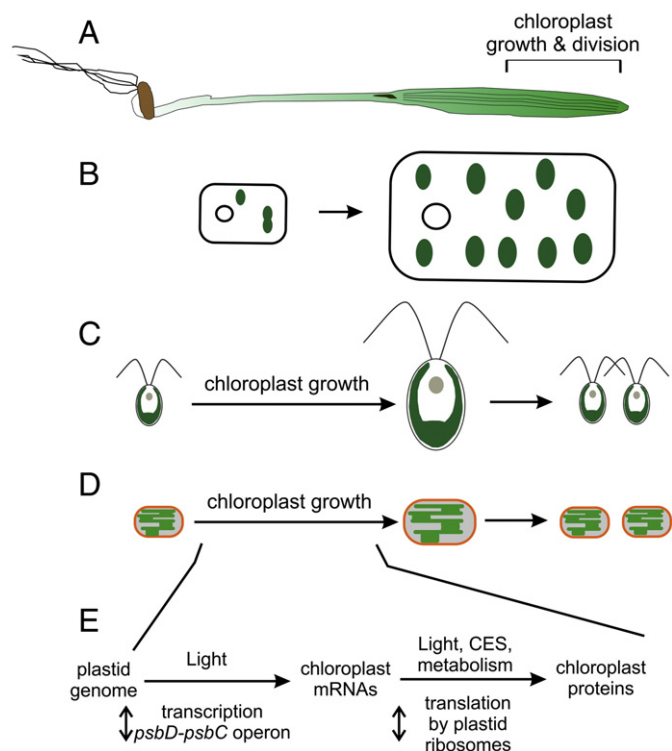 A
chloroplast
growth & division
B
C
chloroplast growth
D
chloroplast growth
E
plastid
genome
Light
transcription
psbD-psbC operon
chloroplast
mRNAs
Light, CES,
metabolism
translation
by plastid
ribosomes
chloroplast
proteins